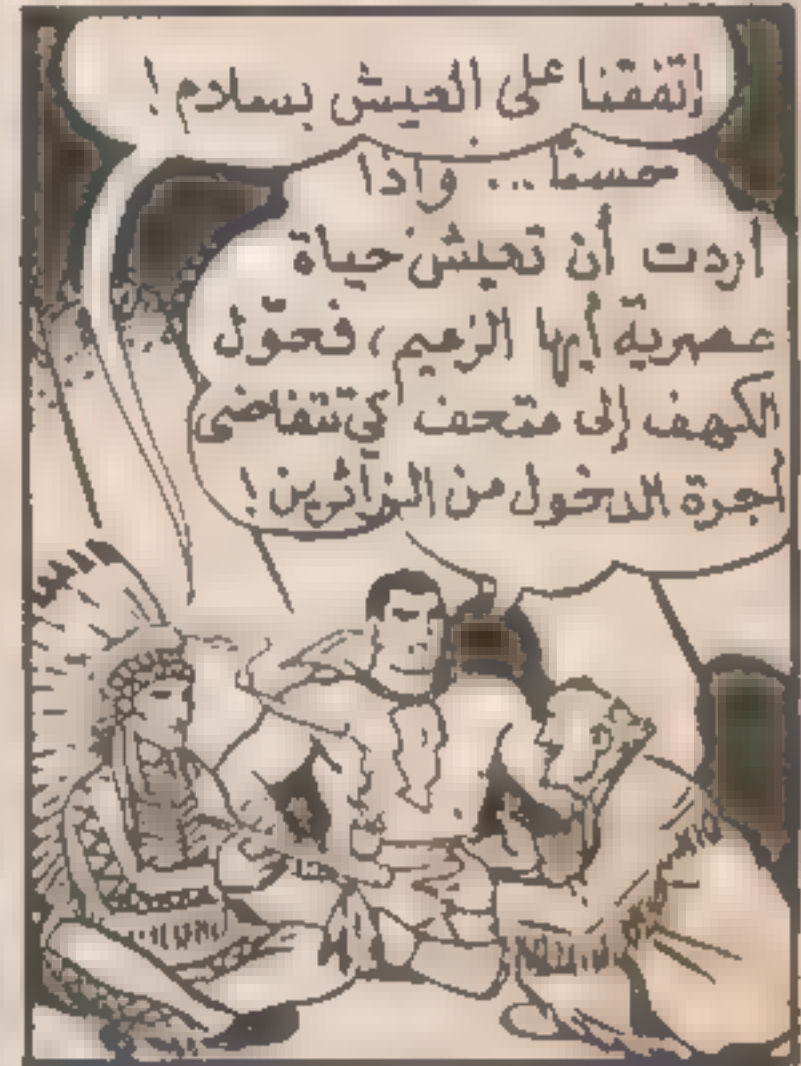 إتفقنا على العيش بسلام !
حسنًا ... وإذا
أردت أن تعيش حياة
عصرية أيها الزعيم ، فحوّل
الكهف إلى متحف كي تتقاضى
أجرة الدخول من الزائرين !